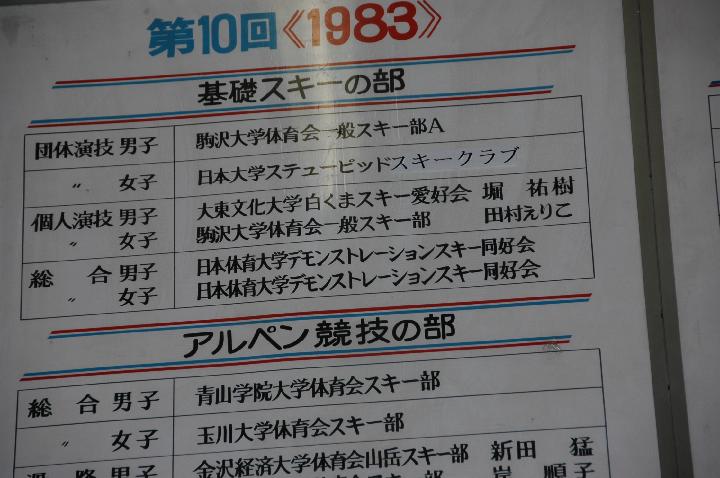 第10回《1983》
基礎スキーの部
団体演技 男子 駒沢大学体育会一般スキー部A
〃 女子 日本大学ステューピッドスキークラブ
個人演技 男子 大東文化大学白くまスキー愛好会 堀 祐樹
〃 女子 駒沢大学体育会一般スキー部 田村えりこ
総 合 男子 日本体育大学デモンストレーションスキー同好会
〃 女子 日本体育大学デモンストレーションスキー同好会
アルペン競技の部
総 合 男子 青山学院大学体育会スキー部
〃 女子 玉川大学体育会スキー部
男子 金沢経済大学体育会山岳スキー部 新田 猛
岸 順子